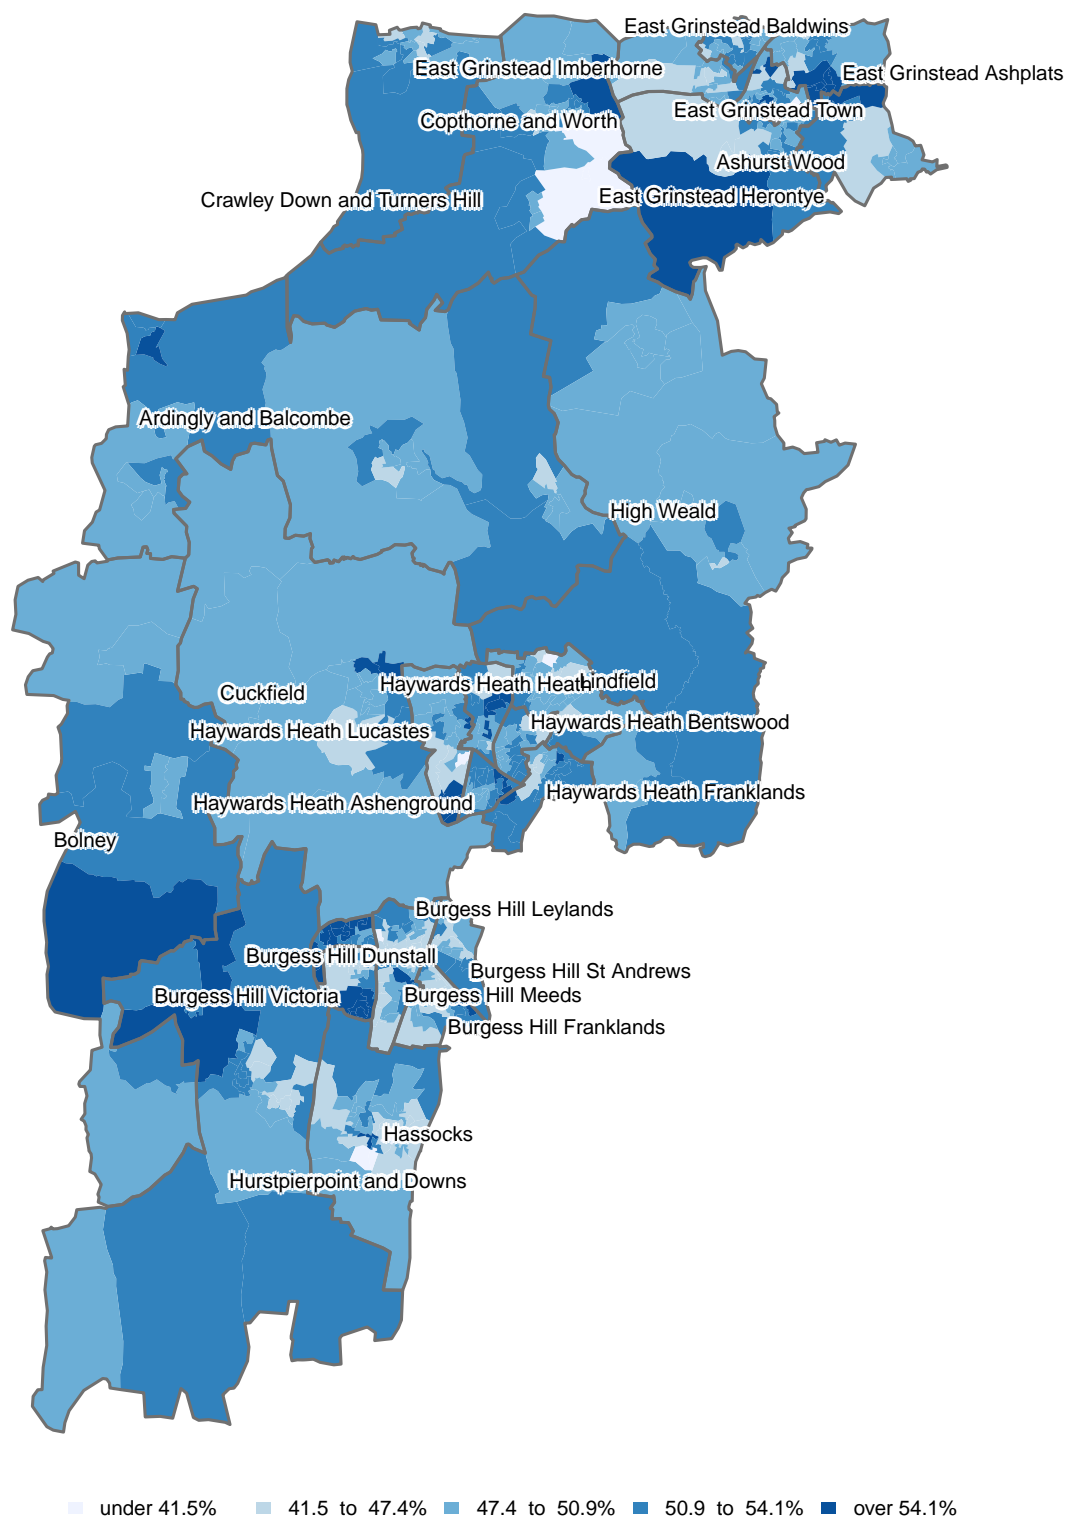 East Grinstead Baldwins
East Grinstead Imberhorne
East Grinstead Ashplats
East Grinstead Town
Copthorne and Worth
Ashurst Wood
East Grinstead Herontye
Crawley Down and Turners Hill
Ardingly and Balcombe
High Weald
Lindfield
Haywards Heath Heath
Cuckfield
Haywards Heath Bentswood
Haywards Heath Lucastes
Haywards Heath Franklands
Haywards Heath Ashenground
Bolney
Burgess Hill Leylands
Burgess Hill Dunstall
Burgess Hill St Andrews
Burgess Hill Victoria
Burgess Hill Meeds
Burgess Hill Franklands
Hassocks
Hurstpierpoint and Downs
under 41.5% 41.5 to 47.4% 47.4 to 50.9% 50.9 to 54.1% over 54.1%